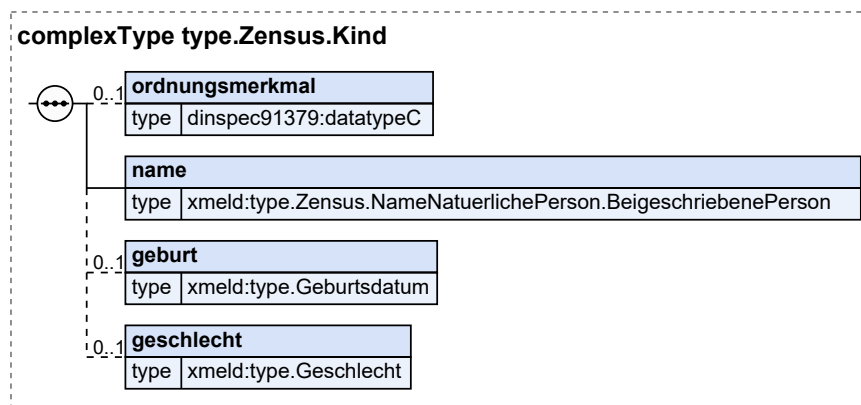 complexType type.Zensus.Kind
0..1
ordnungsmerkmal
type dinspec91379:datatypeC
name
type xmeld:type.Zensus.NameNatuerlichePerson.BeigeschriebenePerson
0..1
geburt
type xmeld:type.Geburtsdatum
0..1
geschlecht
type xmeld:type.Geschlecht